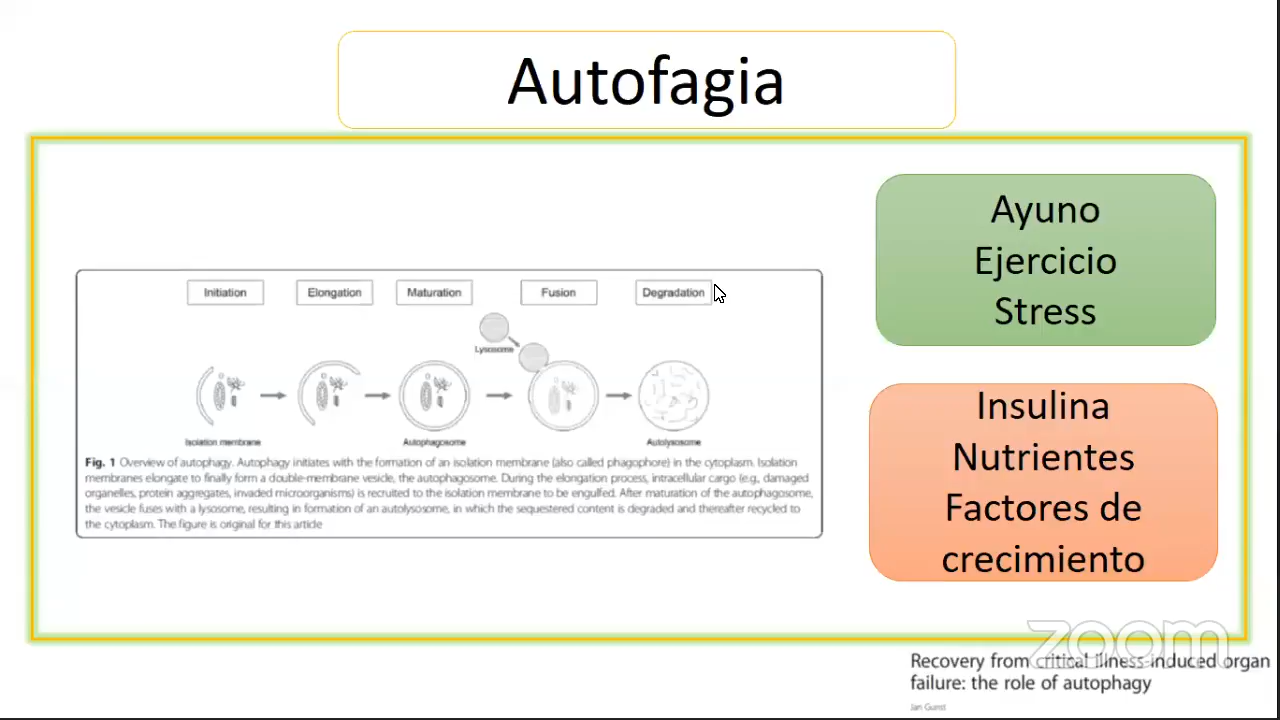 Autofagia
Initiation
Elongation
Maturation
Fusion
Degradation
Lysosome
Isolation membrane
Autophagosome
Autolysosome
Fig. 1 Overview of autophagy. Autophagy initiates with the formation of an isolation membrane (also called phagophore) in the cytoplasm. Isolation
membranes elongate to finally form a double-membrane vesicle, the autophagosome. During the elongation process, intracellular cargo (e.g., damaged
organelles, protein aggregates, invaded microorganisms) is recruited to the isolation membrane to be engulfed. After maturation of the autophagosome,
the vesicle fuses with a lysosome, resulting in formation of an autolysosome, in which the sequestered content is degraded and thereafter recycled to
the cytoplasm. The figure is original for this article
Ayuno
Ejercicio
Stress
Insulina
Nutrientes
Factores de
crecimiento
zoom
Recovery from critical illness-induced organ
failure: the role of autophagy
Jan Gunst